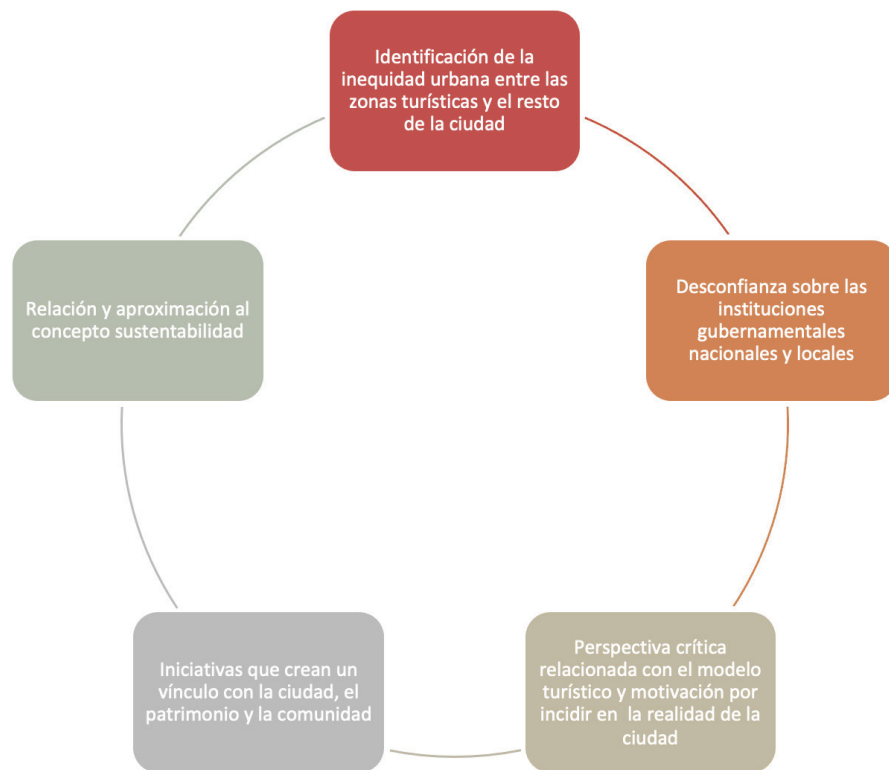 Identificación de la
inequidad urbana entre las
zonas turísticas y el resto
de la ciudad
Desconfianza sobre las
instituciones
gubernamentales
nacionales y locales
Perspectiva crítica
relacionada con el modelo
turístico y motivación por
incidir en la realidad de la
ciudad
Iniciativas que crean un
vínculo con la ciudad, el
patrimonio y la comunidad
Relación y aproximación al
concepto sustentabilidad